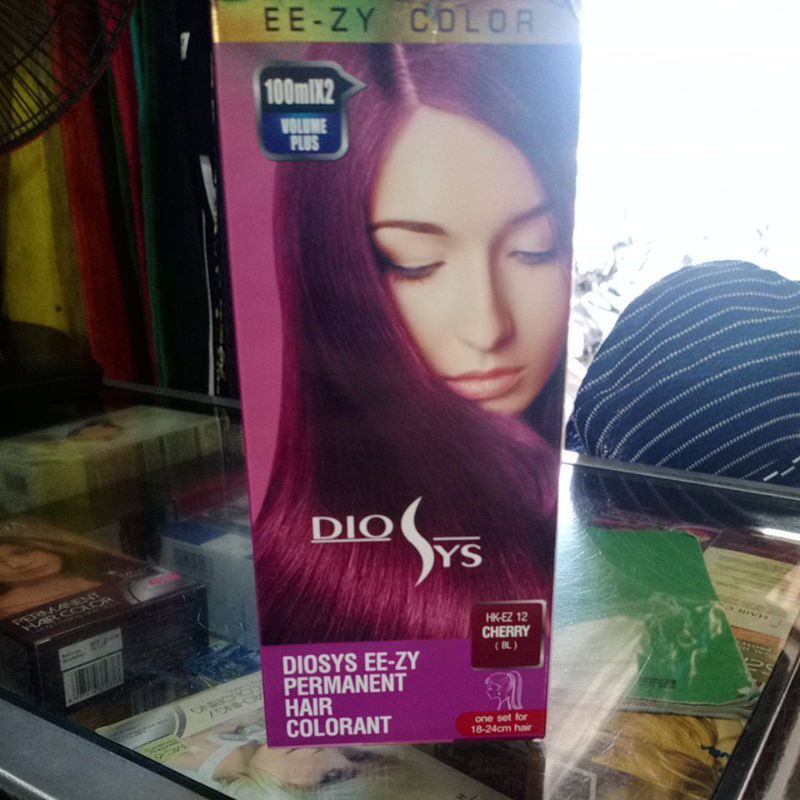 EE-ZY COLOR
100mlX2
VOLUME
PLUS
DIOSYS
HK-EZ 12
CHERRY
( BL )
DIOSYS EE-ZY
PERMANENT
HAIR
COLORANT
one set for
18-24cm hair
PERMANENT
HAIR COLOR